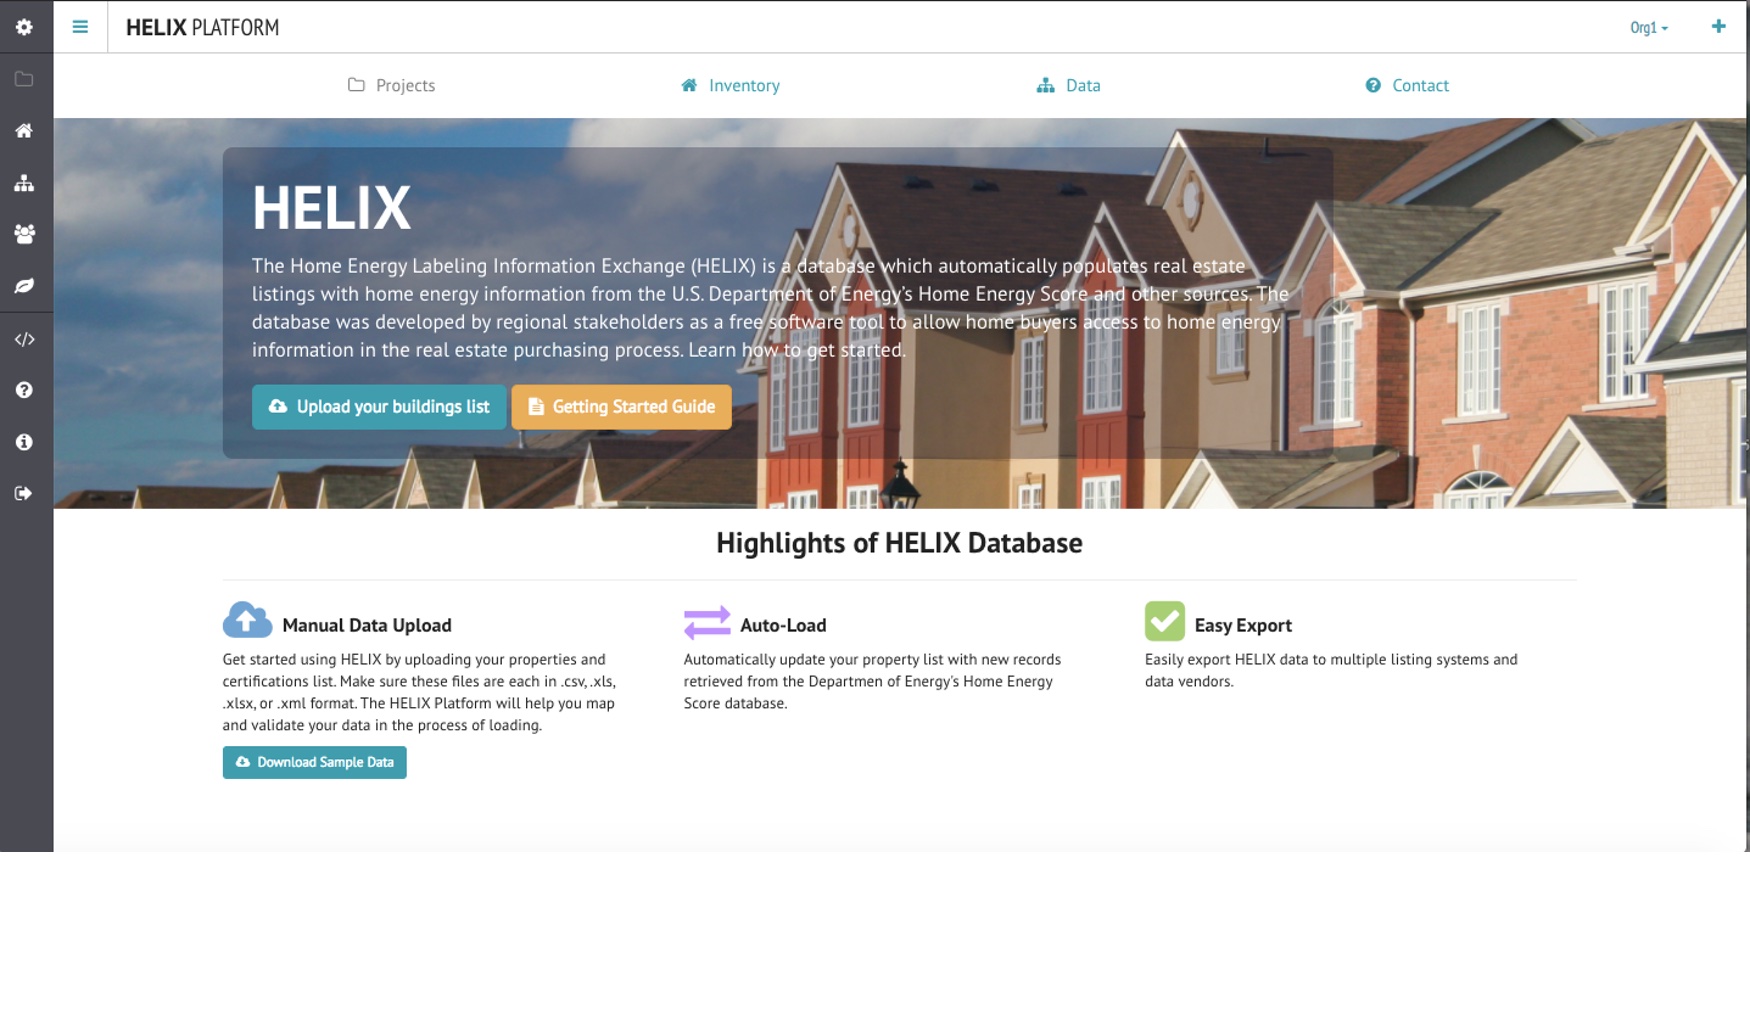 HELIX PLATFORM
Org1
Projects
Inventory
Data
Contact
HELIX
The Home Energy Labeling Information Exchange (HELIX) is a database which automatically populates real estate
listings with home energy information from the U.S. Department of Energy's Home Energy Score and other sources. The
database was developed by regional stakeholders as a free software tool to allow home buyers access to home energy
information in the real estate purchasing process. Learn how to get started.
Upload your buildings list
Getting Started Guide
Highlights of HELIX Database
Manual Data Upload
Get started using HELIX by uploading your properties and
certifications list. Make sure these files are each in .csv, .xls,
.xlsx, or .xml format. The HELIX Platform will help you map
and validate your data in the process of loading.
Download Sample Data
Auto-Load
Automatically update your property list with new records
retrieved from the Departmen of Energy's Home Energy
Score database.
Easy Export
Easily export HELIX data to multiple listing systems and
data vendors.